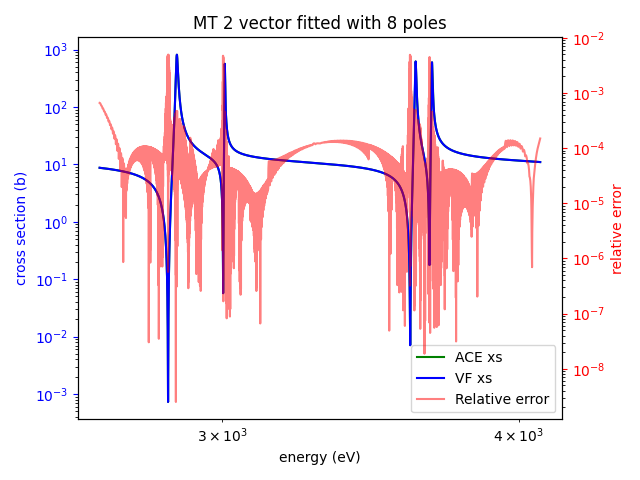 MT 2 vector fitted with 8 poles
10³
10²
10¹
10⁰
10⁻¹
10⁻²
10⁻³
cross section (b)
10⁻²
10⁻³
10⁻⁴
10⁻⁵
10⁻⁶
10⁻⁷
10⁻⁸
relative error
ACE xs
VF xs
Relative error
3 × 10³
4 × 10³
energy (eV)